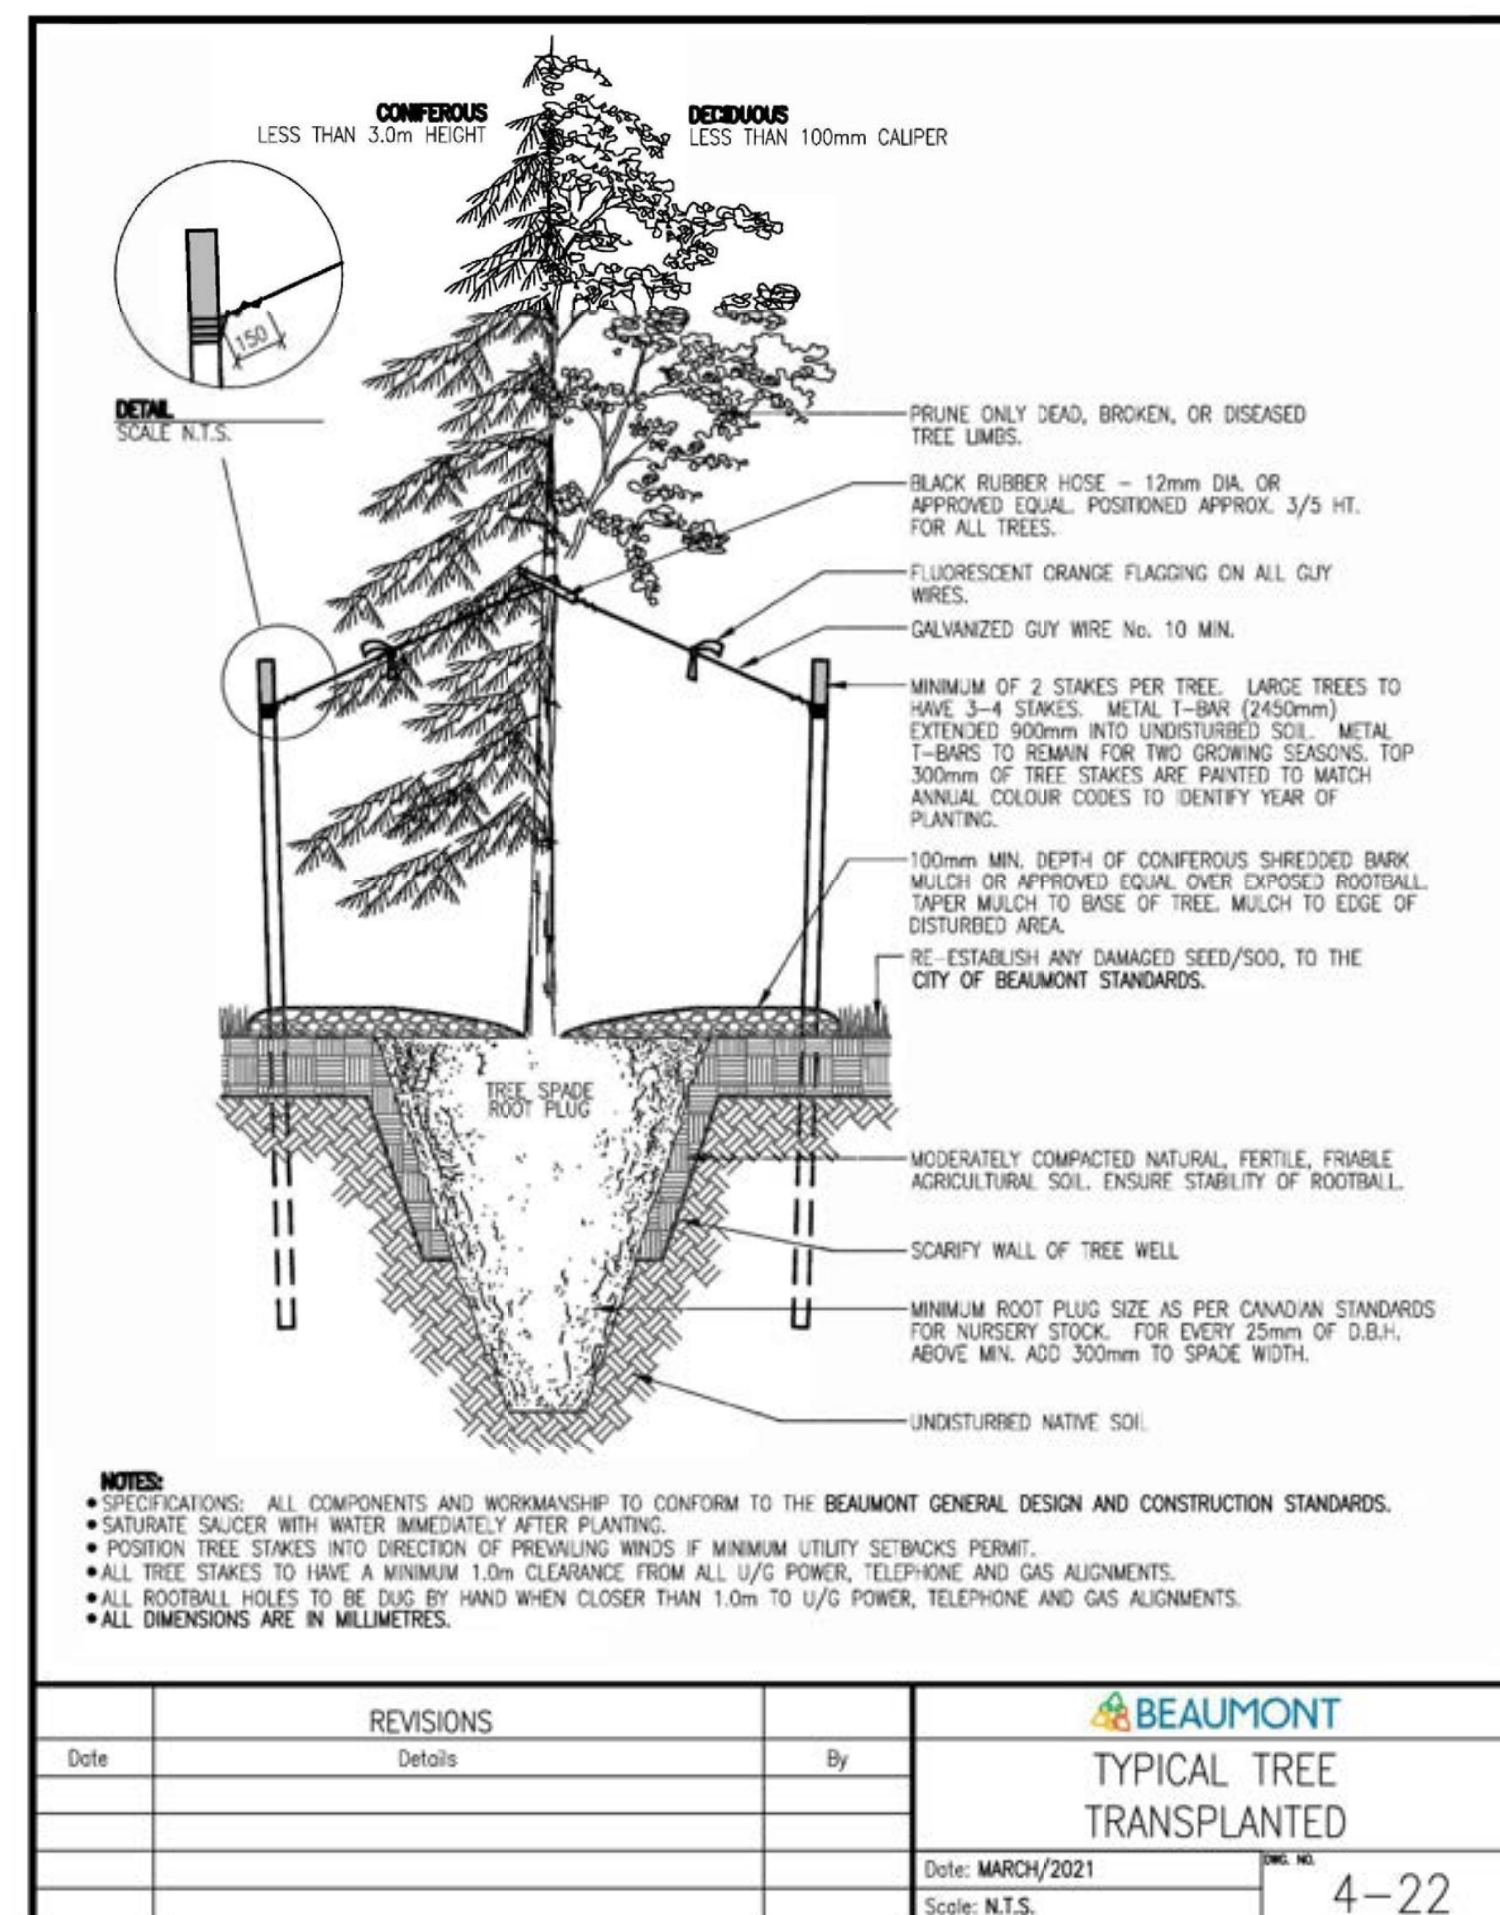 CONIFEROUS
LESS THAN 3.0m HEIGHT
DECIDUOUS
LESS THAN 100mm CALIPER
150
DETAIL
SCALE N.T.S.
PRUNE ONLY DEAD, BROKEN, OR DISEASED
TREE LIMBS.
BLACK RUBBER HOSE - 12mm DIA. OR
APPROVED EQUAL. POSITIONED APPROX. 3/5 HT.
FOR ALL TREES.
FLUORESCENT ORANGE FLAGGING ON ALL GUY
WIRES.
GALVANIZED GUY WIRE No. 10 MIN.
MINIMUM OF 2 STAKES PER TREE. LARGE TREES TO
HAVE 3-4 STAKES. METAL T-BAR (2450mm)
EXTENDED 900mm INTO UNDISTURBED SOIL. METAL
T-BARS TO REMAIN FOR TWO GROWING SEASONS. TOP
300mm OF TREE STAKES ARE PAINTED TO MATCH
ANNUAL COLOUR CODES TO IDENTIFY YEAR OF
PLANTING.
100mm MIN. DEPTH OF CONIFEROUS SHREDDED BARK
MULCH OR APPROVED EQUAL OVER EXPOSED ROOTBALL.
TAPER MULCH TO BASE OF TREE. MULCH TO EDGE OF
DISTURBED AREA.
RE-ESTABLISH ANY DAMAGED SEED/SOD, TO THE
CITY OF BEAUMONT STANDARDS.
TREE SPADE
ROOT PLUG
MODERATELY COMPACTED NATURAL, FERTILE, FRIABLE
AGRICULTURAL SOIL. ENSURE STABILITY OF ROOTBALL.
SCARIFY WALL OF TREE WELL
MINIMUM ROOT PLUG SIZE AS PER CANADIAN STANDARDS
FOR NURSERY STOCK. FOR EVERY 25mm OF D.B.H.
ABOVE MIN. ADD 300mm TO SPADE WIDTH.
UNDISTURBED NATIVE SOIL
NOTES:
• SPECIFICATIONS: ALL COMPONENTS AND WORKMANSHIP TO CONFORM TO THE BEAUMONT GENERAL DESIGN AND CONSTRUCTION STANDARDS.
• SATURATE SAUCER WITH WATER IMMEDIATELY AFTER PLANTING.
• POSITION TREE STAKES INTO DIRECTION OF PREVAILING WINDS IF MINIMUM UTILITY SETBACKS PERMIT.
• ALL TREE STAKES TO HAVE A MINIMUM 1.0m CLEARANCE FROM ALL U/G POWER, TELEPHONE AND GAS ALIGNMENTS.
• ALL ROOTBALL HOLES TO BE DUG BY HAND WHEN CLOSER THAN 1.0m TO U/G POWER, TELEPHONE AND GAS ALIGNMENTS.
• ALL DIMENSIONS ARE IN MILLIMETRES.
REVISIONS
Date Details By
BEAUMONT
TYPICAL TREE
TRANSPLANTED
Date: MARCH/2021
DWG. NO.
4-22
Scale: N.T.S.